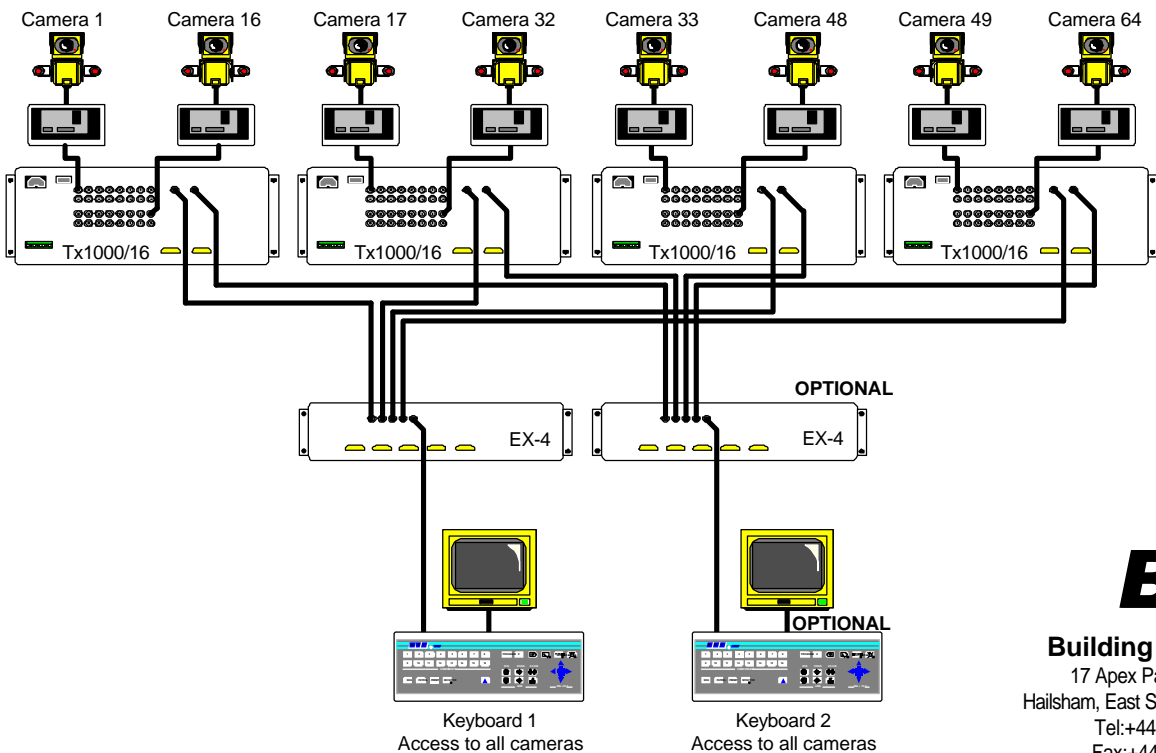 Camera 1
Camera 16
Camera 17
Camera 32
Camera 33
Camera 48
Camera 49
Camera 64
Tx1000/16
Tx1000/16
Tx1000/16
Tx1000/16
OPTIONAL
EX-4
EX-4
OPTIONAL
Keyboard 1
Access to all cameras
Keyboard 2
Access to all cameras
B
Building
17 Apex Pa
Hailsham, East S
Tel:+44
Fax:+44